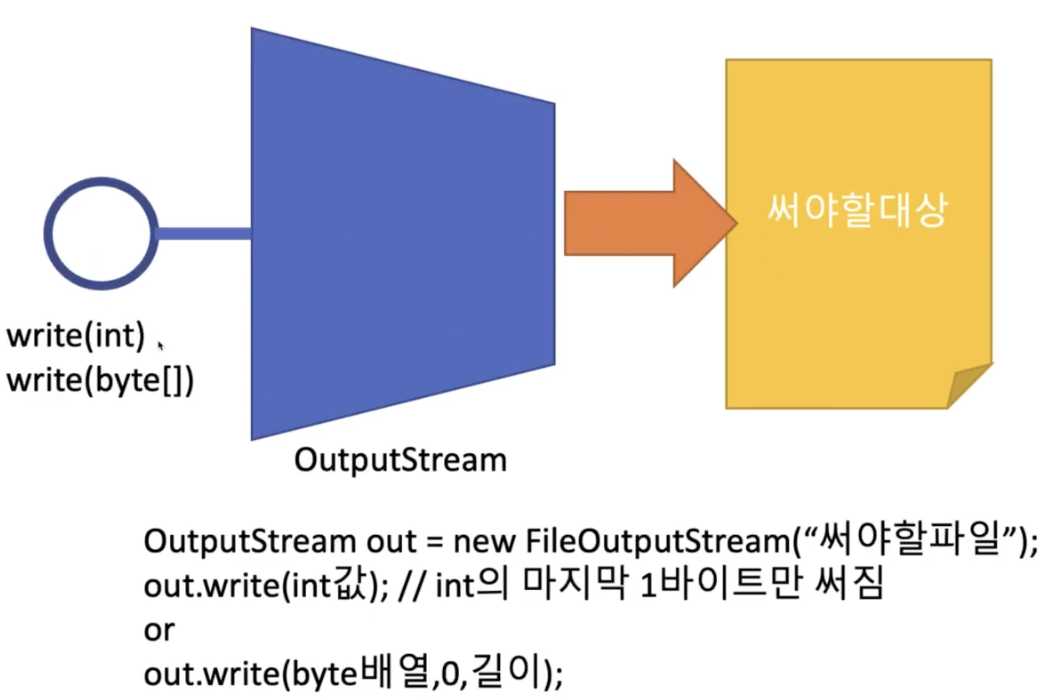 써야할대상
write(int)
write(byte[])
OutputStream
OutputStream out = new FileOutputStream(“써야할파일”);
out.write(int값); // int의 마지막 1바이트만 써짐
or
out.write(byte배열,0,길이);